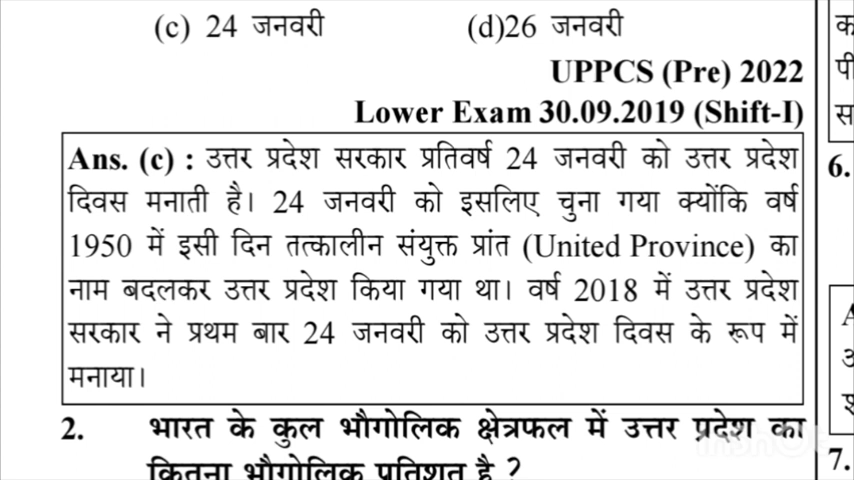 (c) 24 जनवरी (d)26 जनवरी
UPPCS (Pre) 2022
Lower Exam 30.09.2019 (Shift-I)
Ans. (c) : उत्तर प्रदेश सरकार प्रतिवर्ष 24 जनवरी को उत्तर प्रदेश
दिवस मनाती है। 24 जनवरी को इसलिए चुना गया क्योंकि वर्ष
1950 में इसी दिन तत्कालीन संयुक्त प्रांत (United Province) का
नाम बदलकर उत्तर प्रदेश किया गया था। वर्ष 2018 में उत्तर प्रदेश
सरकार ने प्रथम बार 24 जनवरी को उत्तर प्रदेश दिवस के रूप में
मनाया।
2. भारत के कुल भौगोलिक क्षेत्रफल में उत्तर प्रदेश का
कितना भौगोलिक प्रतिशत है ?
6.
7.